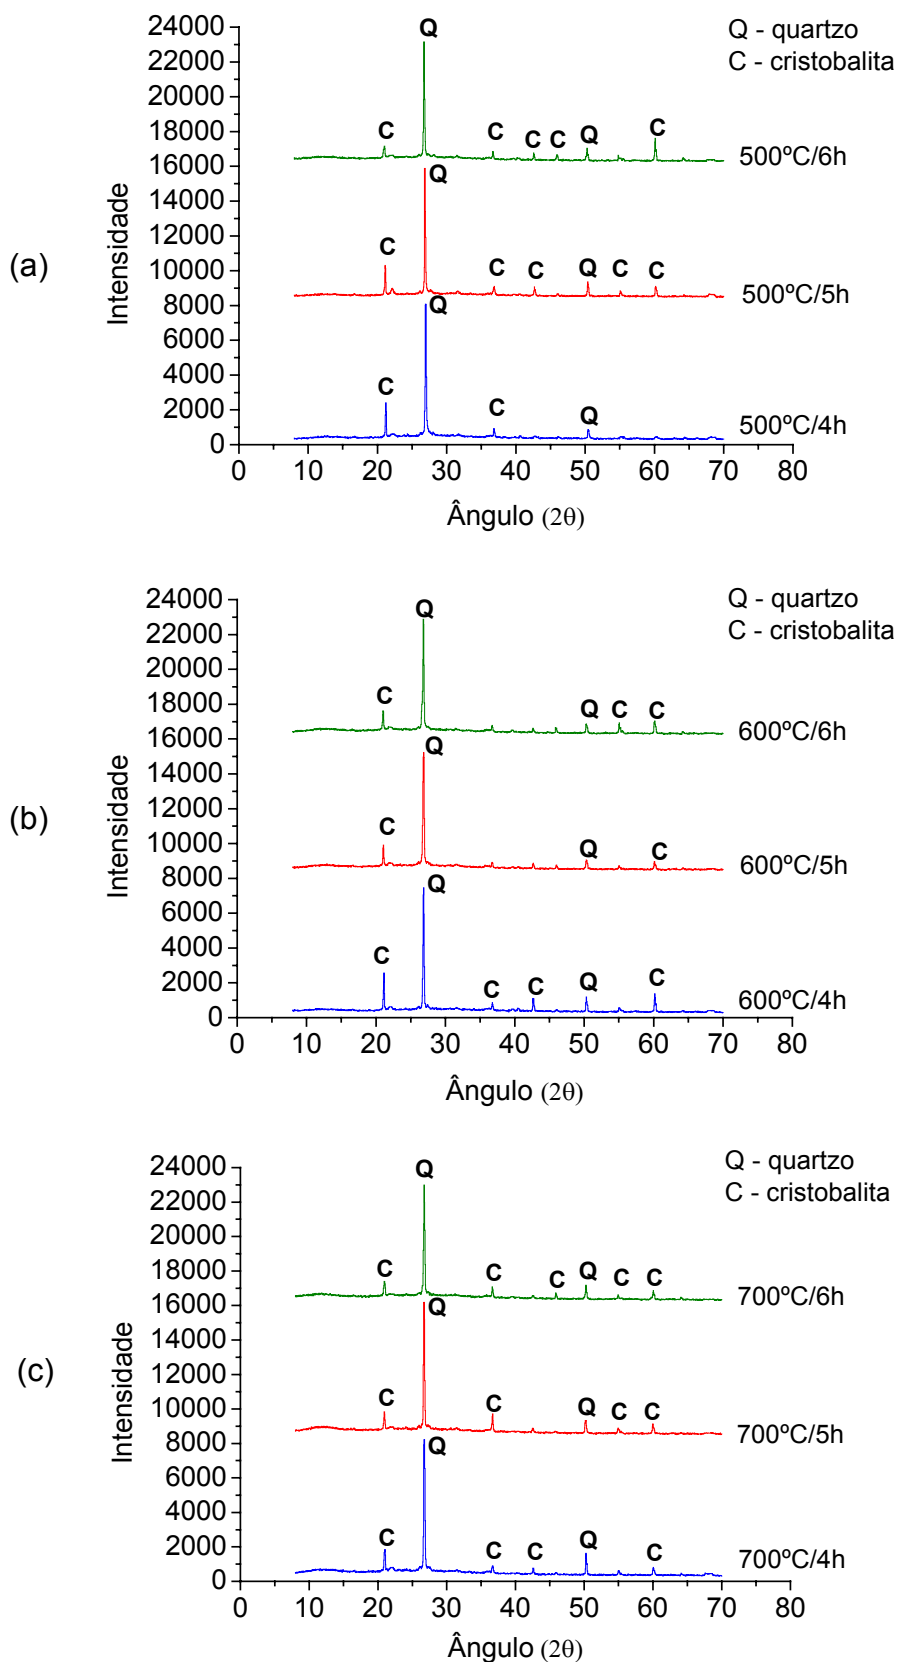 (a)
Intensidade
24000
22000
20000
18000
16000
14000
12000
10000
8000
6000
4000
2000
0
Q - quartzo
C - cristobalita
Q
C C C C Q C
500ºC/6h
Q
C C C Q C C
500ºC/5h
Q
C C Q
500ºC/4h
0 10 20 30 40 50 60 70 80
Ângulo (2θ)
(b)
Intensidade
24000
22000
20000
18000
16000
14000
12000
10000
8000
6000
4000
2000
0
Q - quartzo
C - cristobalita
Q
C Q C C
600ºC/6h
Q
C Q C
600ºC/5h
Q
C C C Q C
600ºC/4h
0 10 20 30 40 50 60 70 80
Ângulo (2θ)
(c)
Intensidade
24000
22000
20000
18000
16000
14000
12000
10000
8000
6000
4000
2000
0
Q - quartzo
C - cristobalita
Q
C C C Q C C
700ºC/6h
Q
C C Q C C
700ºC/5h
Q
C C C Q C
700ºC/4h
0 10 20 30 40 50 60 70 80
Ângulo (2θ)